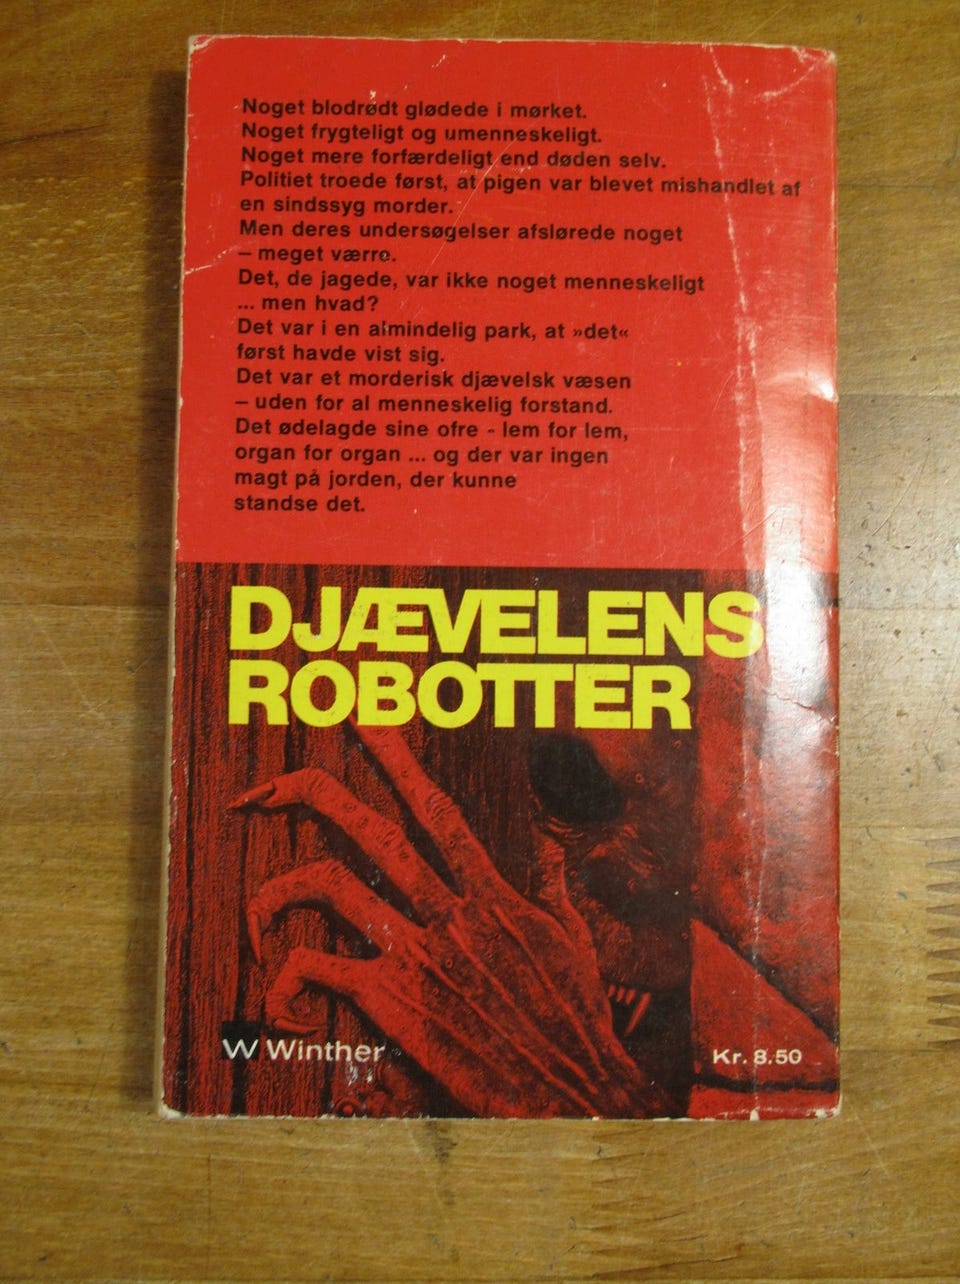 Noget blodrødt glødede i mørket.
Noget frygteligt og umenneskeligt.
Noget mere forfærdeligt end døden selv.
Politiet troede først, at pigen var blevet mishandlet af
en sindssyg morder.
Men deres undersøgelser afslørede noget
– meget værre.
Det, de jagede, var ikke noget menneskeligt
... men hvad?
Det var i en almindelig park, at »det«
først havde vist sig.
Det var et morderisk djævelsk væsen
– uden for al menneskelig forstand.
Det ødelagde sine ofre - lem for lem,
organ for organ ... og der var ingen
magt på jorden, der kunne
standse det.
DJÆVELENS
ROBOTTER
W Winther
Kr. 8.50